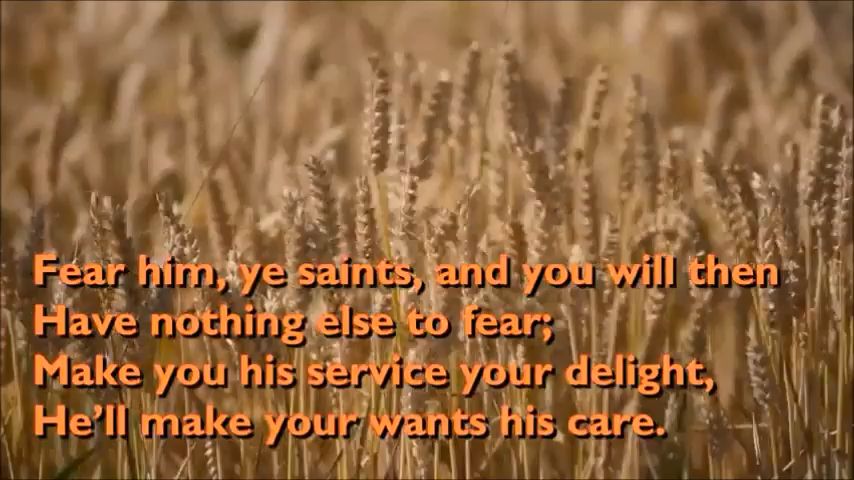 Fear him, ye saints, and you will then
Have nothing else to fear;
Make you his service your delight,
He’ll make your wants his care.